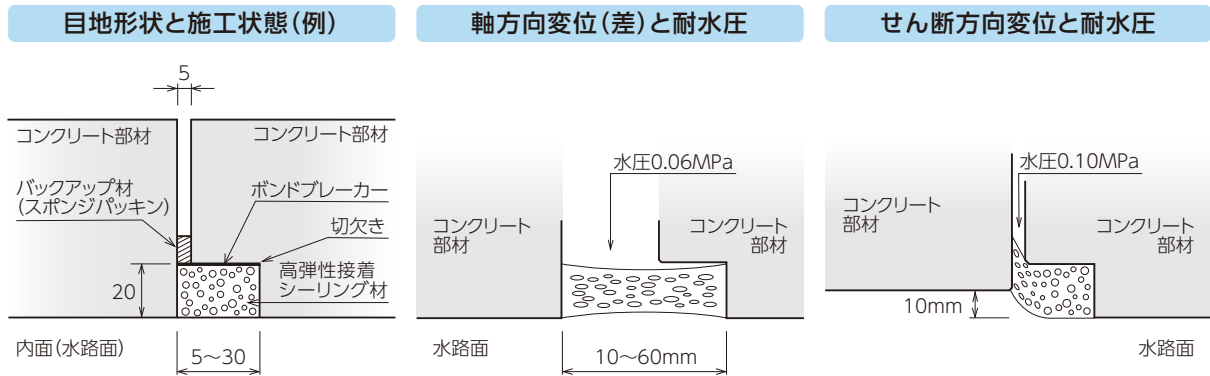 目地形状と施工状態(例)
5
コンクリート部材
コンクリート部材
バックアップ材
(スポンジパッキン)
ボンドブレーカー
切欠き
高弾性接着
シーリング材
20
内面(水路面)
5~30
軸方向変位(差)と耐水圧
水圧0.06MPa
コンクリート
部材
コンクリート
部材
水路面
10~60mm
せん断方向変位と耐水圧
水圧0.10MPa
コンクリート
部材
コンクリート
部材
10mm
水路面